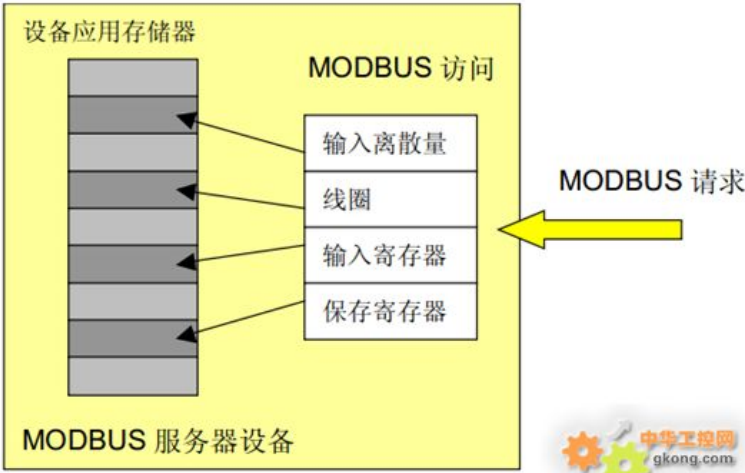 设备应用存储器
MODBUS 访问
输入离散量
线圈
输入寄存器
保存寄存器
MODBUS 请求
MODBUS 服务器设备
中华工控网
gkong.com